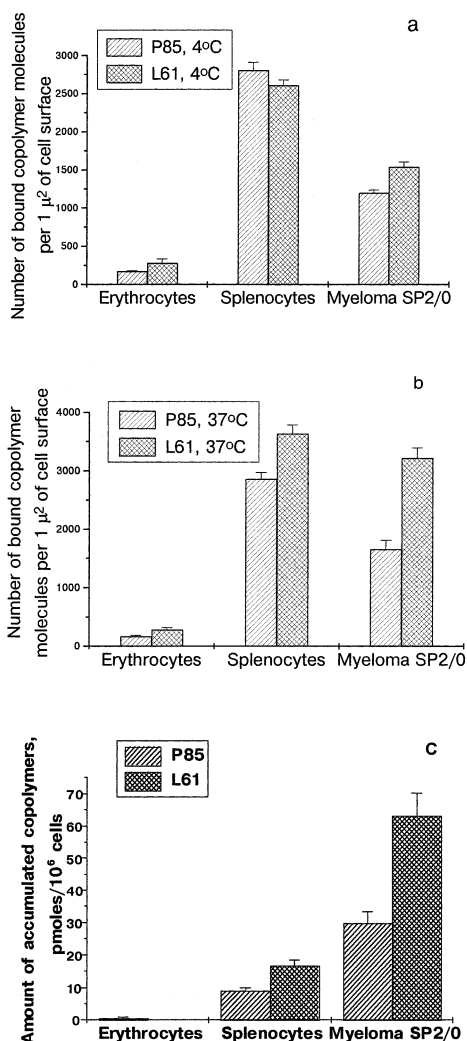 a
P85, 4°C
L61, 4°C
Number of bound copolymer molecules
per 1 µ² of cell surface
3000
2500
2000
1500
1000
500
0
Erythrocytes Splenocytes Myeloma SP2/0
b
P85, 37°C
L61, 37°C
Number of bound copolymer
molecules per 1 µ² of cell surface
4000
3000
2000
1000
0
Erythrocytes Splenocytes Myeloma SP2/0
c
P85
L61
Amount of accumulated copolymers,
pmoles/10⁶ cells
70
60
50
40
30
20
10
0
Erythrocytes Splenocytes Myeloma SP2/0